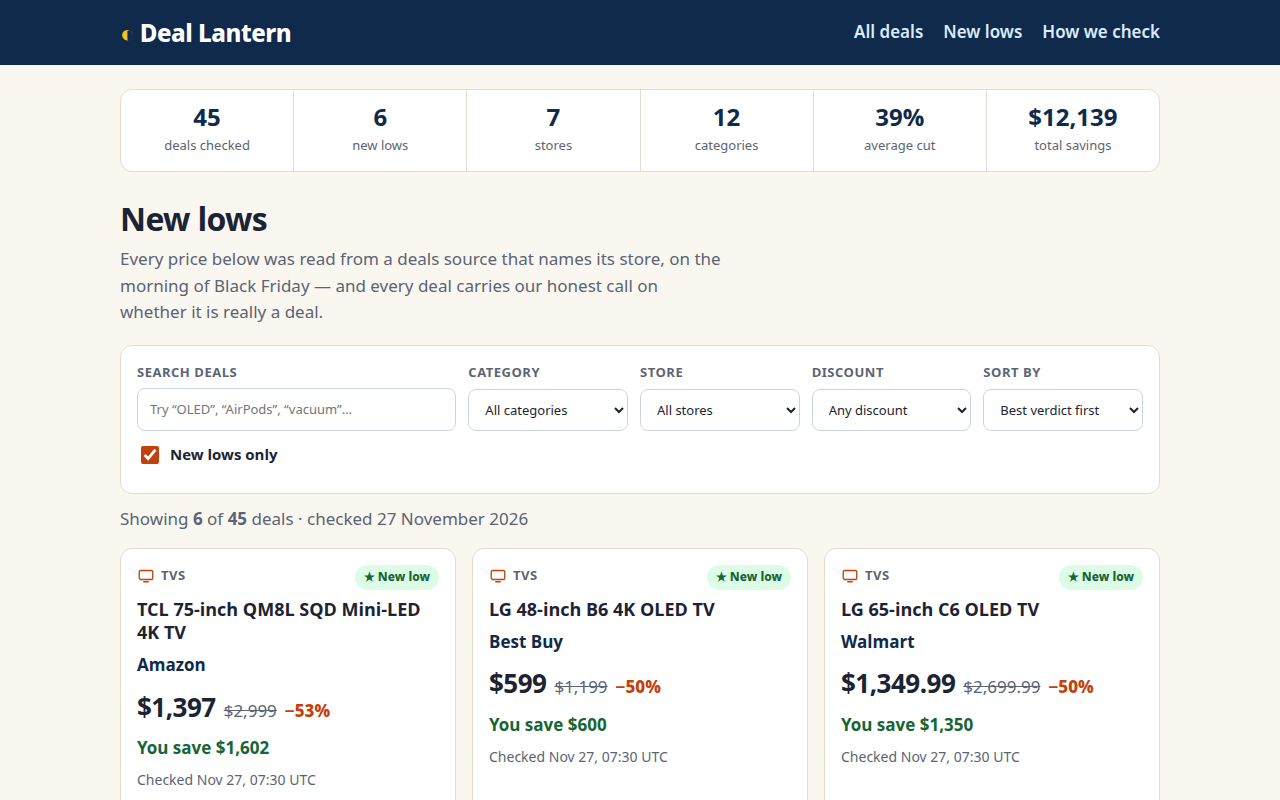 Deal Lantern
All deals New lows How we check
45 6 7 12 39% $12,139
deals checked new lows stores categories average cut total savings
New lows
Every price below was read from a deals source that names its store, on the
morning of Black Friday — and every deal carries our honest call on
whether it is really a deal.
SEARCH DEALS CATEGORY STORE DISCOUNT SORT BY
Try “OLED”, “AirPods”, “vacuum”… All categories All stores Any discount Best verdict first
New lows only
Showing 6 of 45 deals · checked 27 November 2026
TVS ★ New low
TCL 75-inch QM8L SQD Mini-LED
4K TV
Amazon
$1,397 $2,999 −53%
You save $1,602
Checked Nov 27, 07:30 UTC
TVS ★ New low
LG 48-inch B6 4K OLED TV
Best Buy
$599 $1,199 −50%
You save $600
Checked Nov 27, 07:30 UTC
TVS ★ New low
LG 65-inch C6 OLED TV
Walmart
$1,349.99 $2,699.99 −50%
You save $1,350
Checked Nov 27, 07:30 UTC